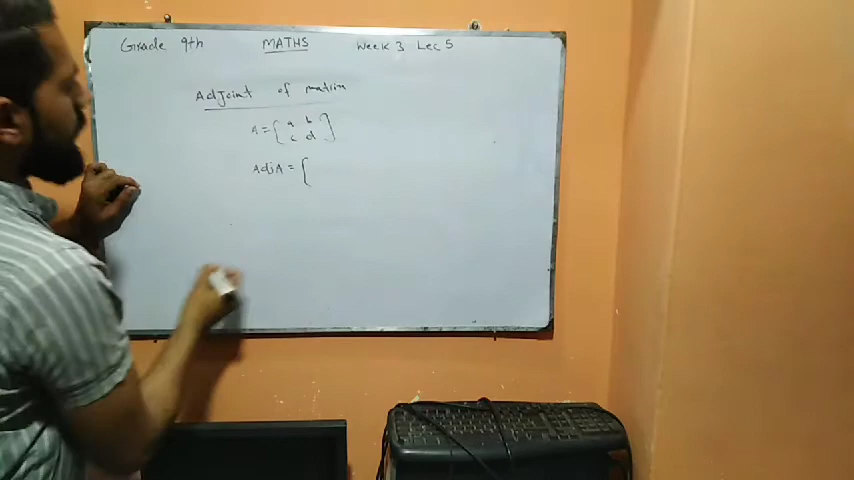 Grade 9th MATHS Week 3 Lec 5
Adjoint of matrix
A = [ a b
c d ]
AdjA = [